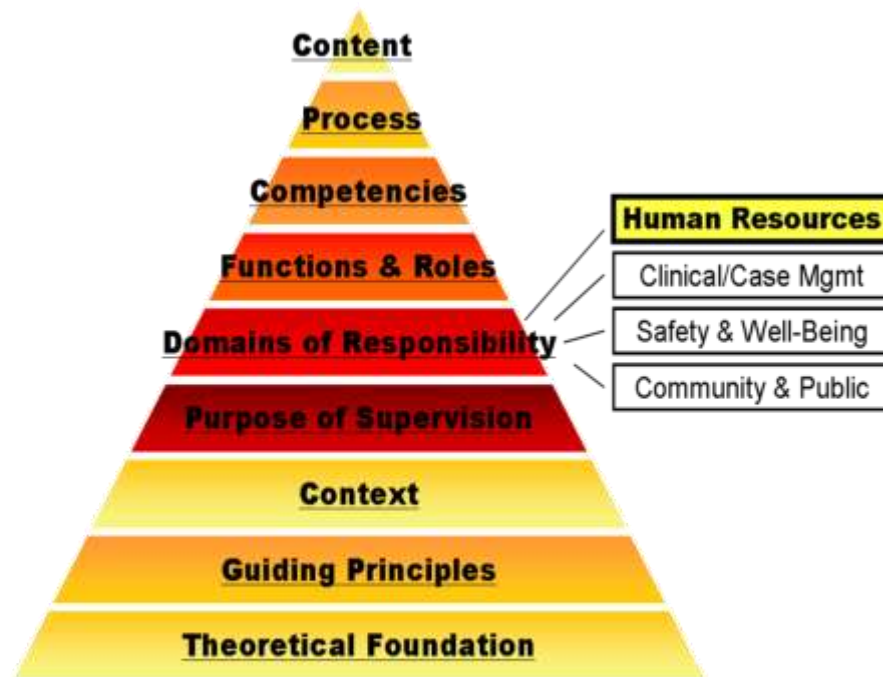 Content
Process
Competencies
Functions & Roles
Domains of Responsibility
Purpose of Supervision
Context
Guiding Principles
Theoretical Foundation
Human Resources
Clinical/Case Mgmt
Safety & Well-Being
Community & Public